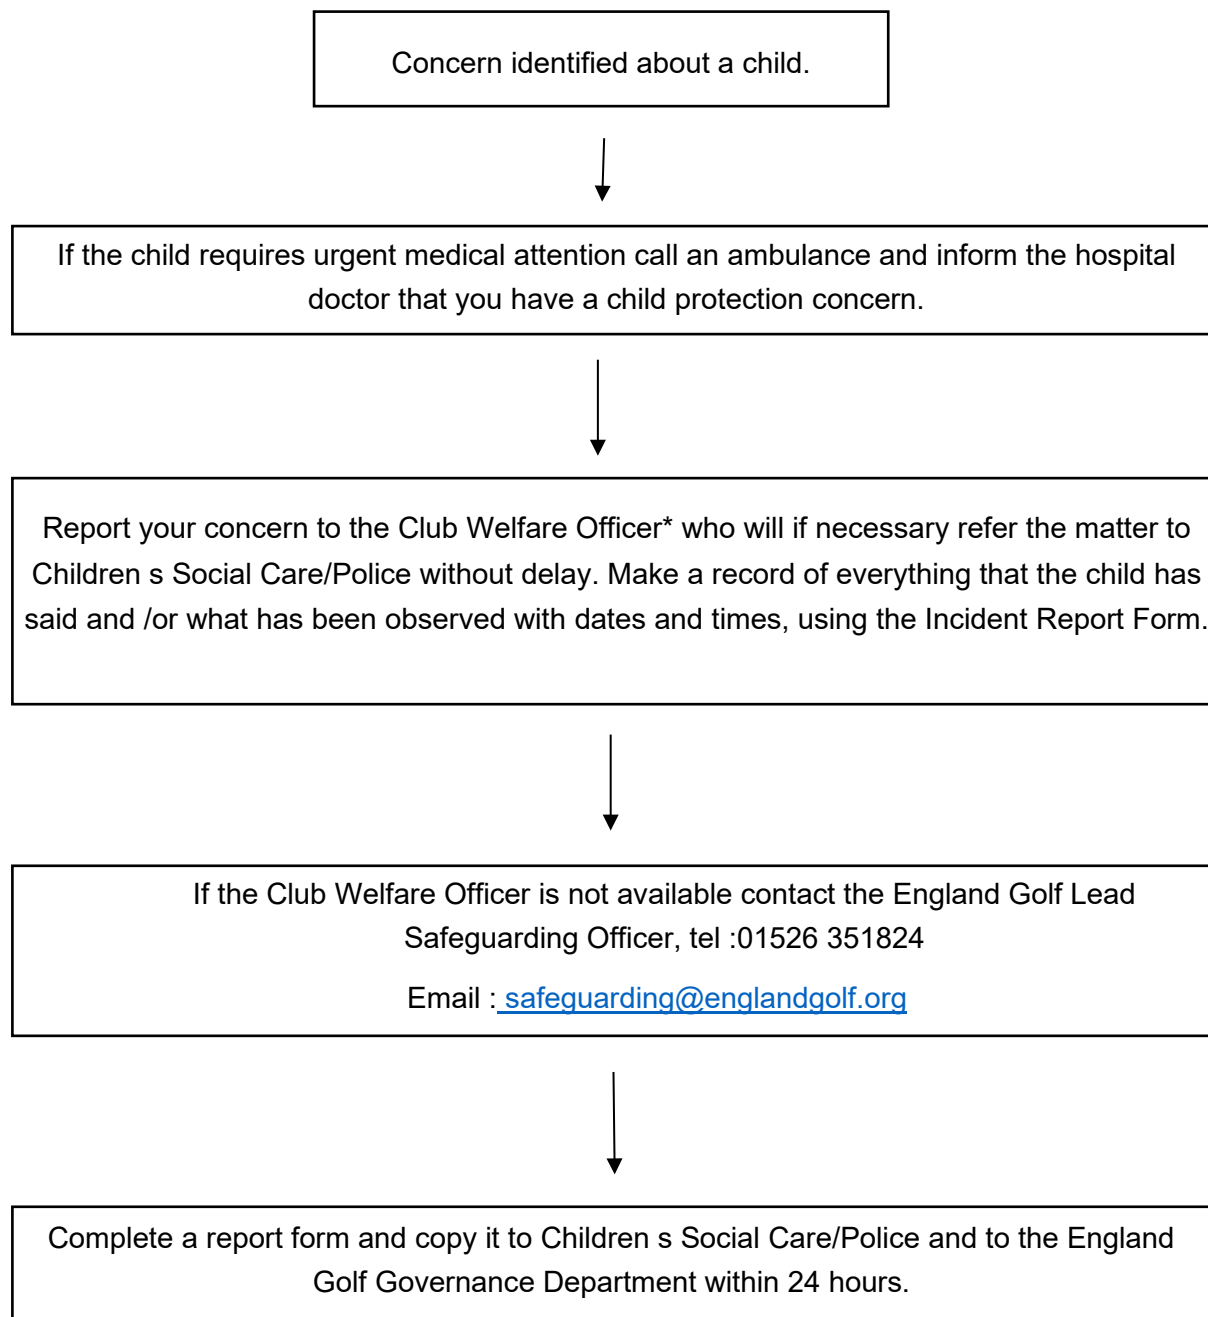 Concern identified about a child.
If the child requires urgent medical attention call an ambulance and inform the hospital
doctor that you have a child protection concern.
Report your concern to the Club Welfare Officer* who will if necessary refer the matter to
Children s Social Care/Police without delay. Make a record of everything that the child has
said and /or what has been observed with dates and times, using the Incident Report Form.
If the Club Welfare Officer is not available contact the England Golf Lead
Safeguarding Officer, tel :01526 351824
Email : safeguarding@englandgolf.org
Complete a report form and copy it to Children s Social Care/Police and to the England
Golf Governance Department within 24 hours.